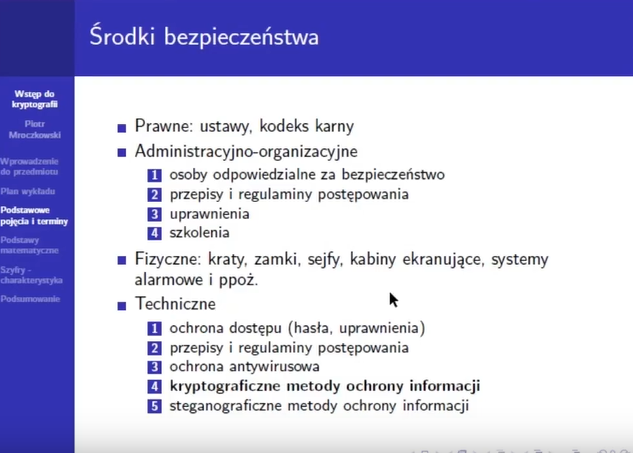 Środki bezpieczeństwa
Wstęp do
kryptografii
Piotr
Mroczkowski
Wprowadzenie
do przedmiotu
Plan wykładu
Podstawowe
pojęcia i terminy
Podstawy
matematyczne
Szyfry -
charakterystyka
Podsumowanie
Prawne: ustawy, kodeks karny
Administracyjno-organizacyjne
1 osoby odpowiedzialne za bezpieczeństwo
2 przepisy i regulaminy postępowania
3 uprawnienia
4 szkolenia
Fizyczne: kraty, zamki, sejfy, kabiny ekranujące, systemy
alarmowe i ppoż.
Techniczne
1 ochrona dostępu (hasła, uprawnienia)
2 przepisy i regulaminy postępowania
3 ochrona antywirusowa
4 kryptograficzne metody ochrony informacji
5 steganograficzne metody ochrony informacji